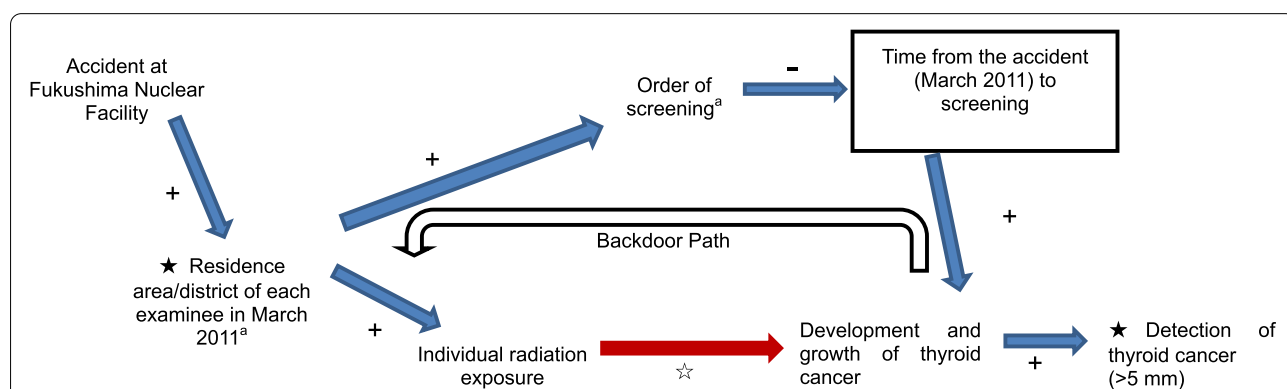 Accident at
Fukushima Nuclear
Facility
+
Order of
screeningᵃ
–
Time from the accident
(March 2011) to
screening
+
+
Backdoor Path
★ Residence
area/district of each
examinee in March
2011ᵃ
+
Individual radiation
exposure
☆
Development and
growth of thyroid
cancer
+
★ Detection of
thyroid cancer
(>5 mm)